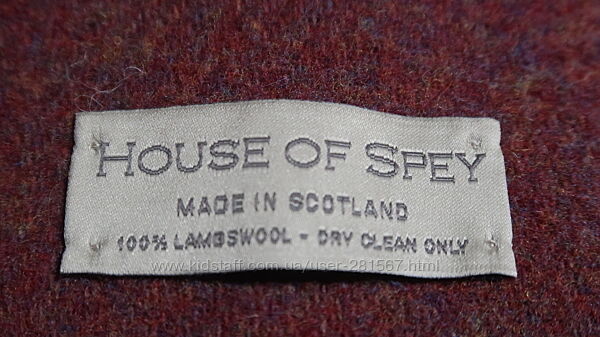 HOUSE OF SPEY
MADE IN SCOTLAND
100% LAMBSWOOL - DRY CLEAN ONLY
www.kidstaff.com.ua/user-281567.html